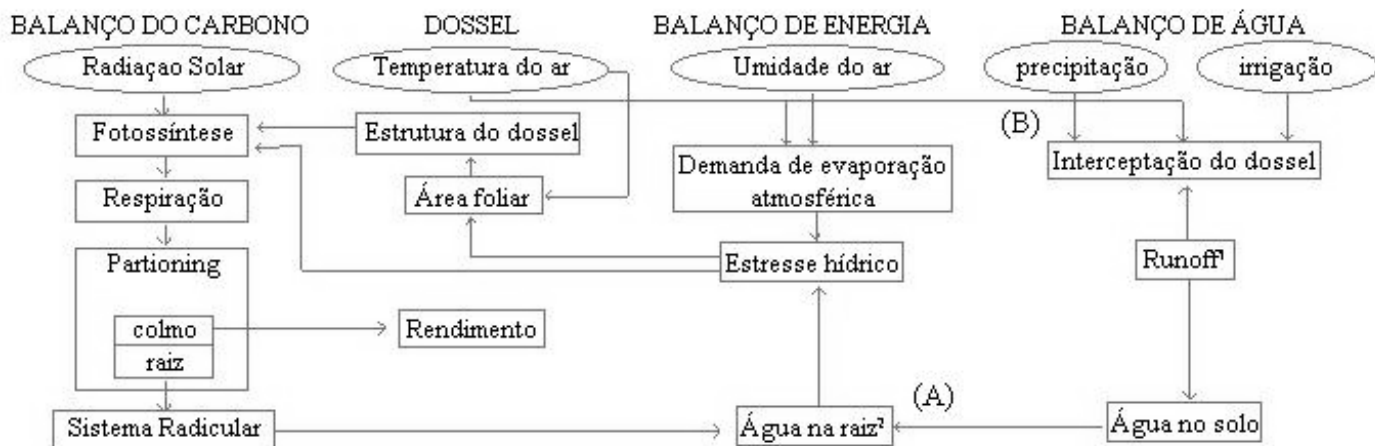 BALANÇO DO CARBONO
DOSSEL
BALANÇO DE ENERGIA
BALANÇO DE ÁGUA
Radiaçao Solar
Temperatura do ar
Umidade do ar
precipitação
irrigação
Fotossíntese
Estrutura do dossel
(B)
Demanda de evaporação
atmosférica
Interceptação do dossel
Respiração
Área foliar
Partioning
Estresse hídrico
Runoff¹
colmo
Rendimento
raiz
(A)
Sistema Radicular
Água na raiz²
Água no solo